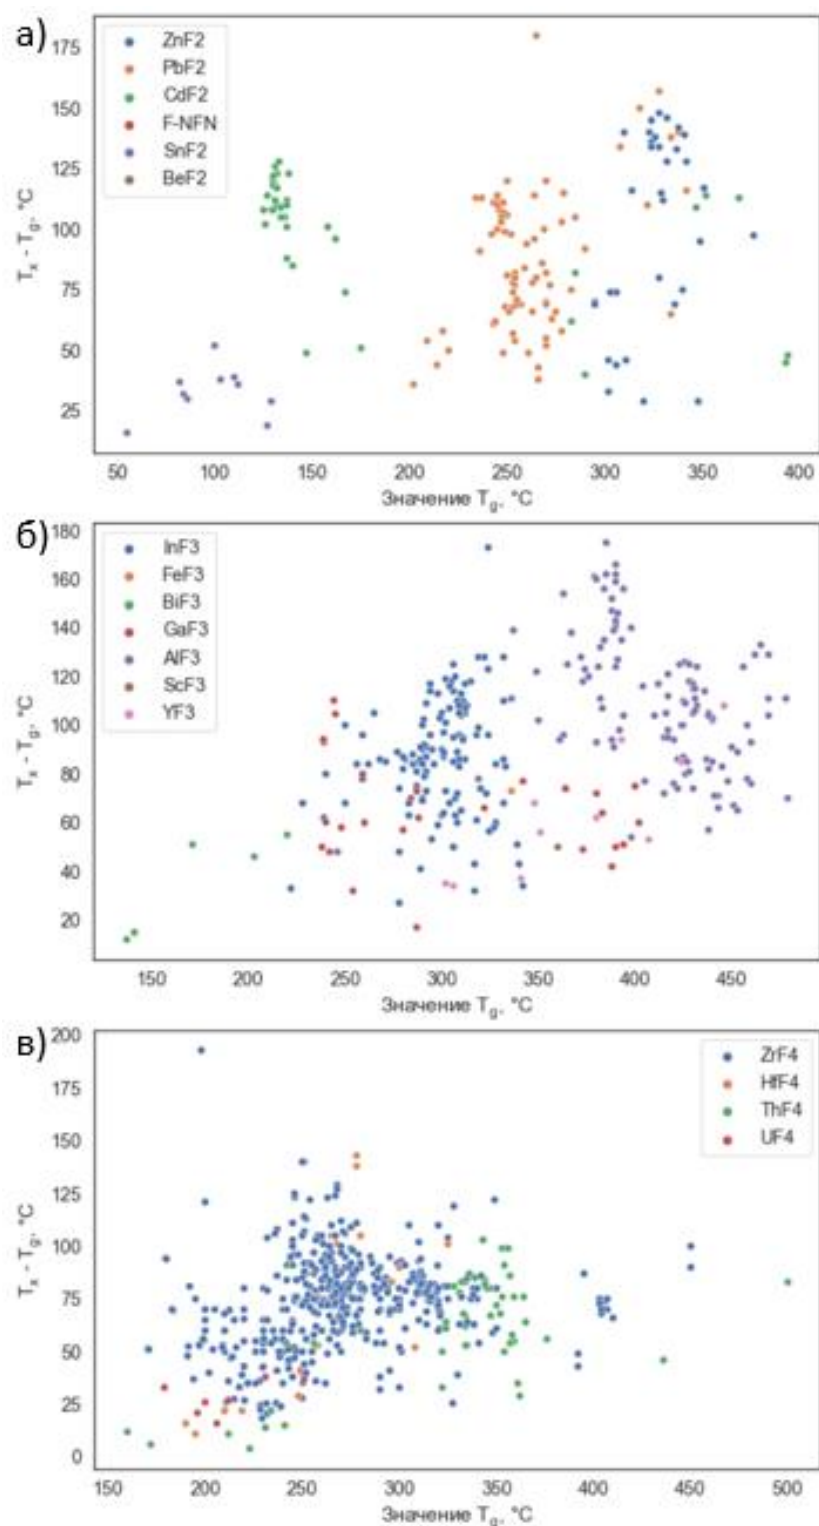 а)
ZnF2
PbF2
CdF2
F-NFN
SnF2
BeF2
Tx - Tg, °C
175
150
125
100
75
50
25
50 100 150 200 250 300 350 400
Значение Tg, °C
б)
InF3
FeF3
BiF3
GaF3
AlF3
ScF3
YF3
Tx - Tg, °C
180
160
140
120
100
80
60
40
20
150 200 250 300 350 400 450
Значение Tg, °C
в)
ZrF4
HfF4
ThF4
UF4
Tx - Tg, °C
200
175
150
125
100
75
50
25
0
150 200 250 300 350 400 450 500
Значение Tg, °C